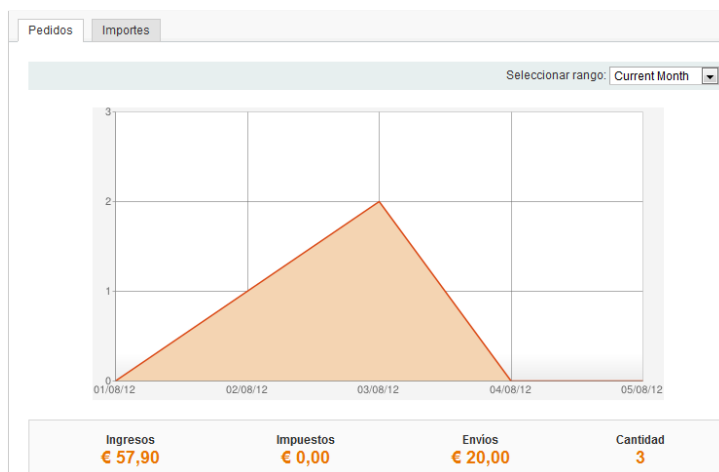 Pedidos Importes
Seleccionar rango: Current Month
3
2
1
0
01/08/12 02/08/12 03/08/12 04/08/12 05/08/12
Ingresos Impuestos Envíos Cantidad
€ 57,90 € 0,00 € 20,00 3